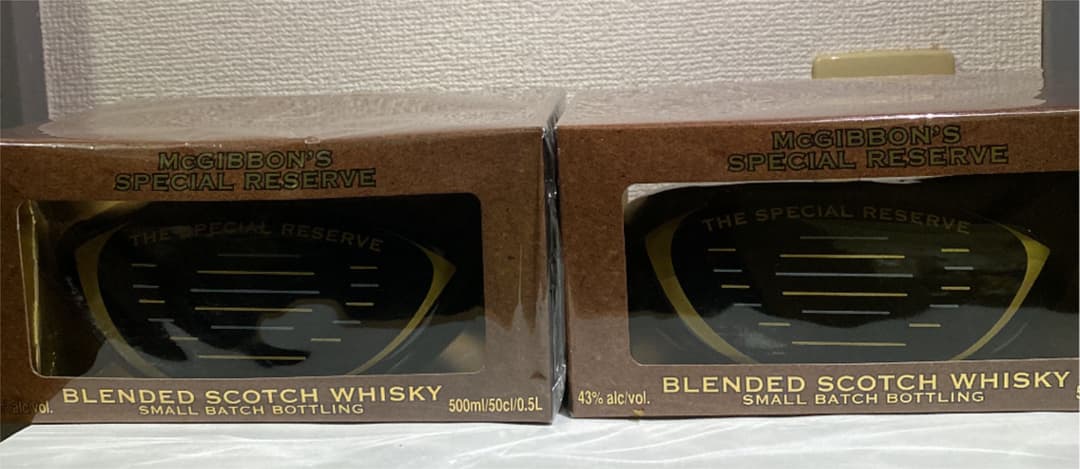 McGIBBON'S
SPECIAL RESERVE
THE SPECIAL RESERVE
alc/vol.
BLENDED SCOTCH WHISKY
SMALL BATCH BOTTLING
500ml/50cl/0.5L
McGIBBON'S
SPECIAL RESERVE
THE SPECIAL RESERVE
43% alc/vol.
BLENDED SCOTCH WHISKY
SMALL BATCH BOTTLING